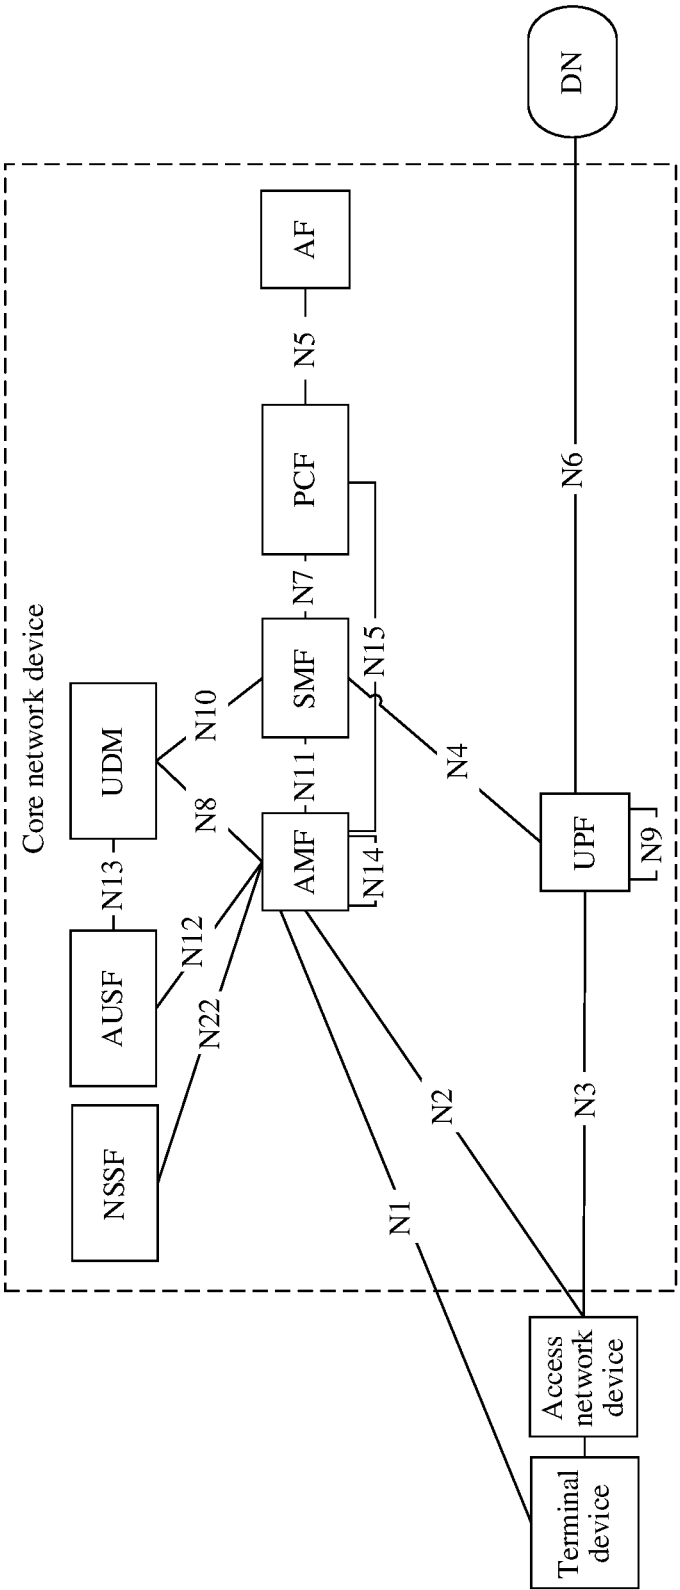 Core network device
NSSF
AUSF
N13
UDM
N22
N12
N8
N10
AMF
N11
SMF
N7
PCF
N5
AF
N14
N15
N1
N2
N4
Terminal
device
Access
network
device
N3
UPF
N9
N6
DN